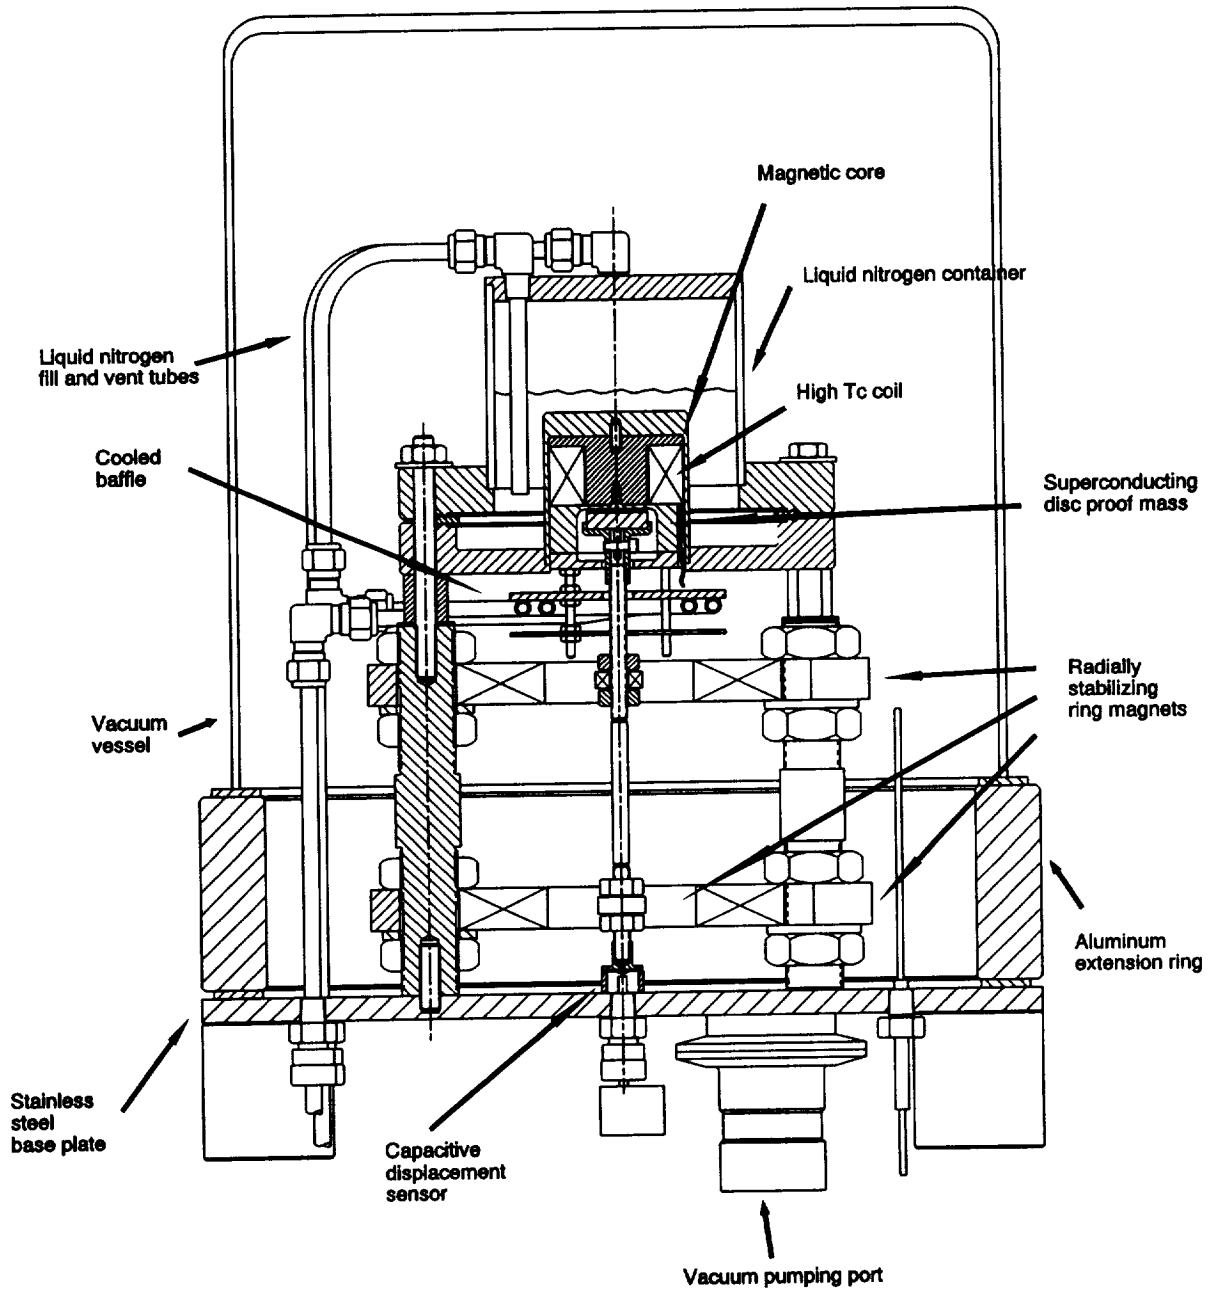 Magnetic core
Liquid nitrogen container
Liquid nitrogen
fill and vent tubes
High Tc coil
Cooled
baffle
Superconducting
disc proof mass
Radially
stabilizing
ring magnets
Vacuum
vessel
Aluminum
extension ring
Stainless
steel
base plate
Capacitive
displacement
sensor
Vacuum pumping port